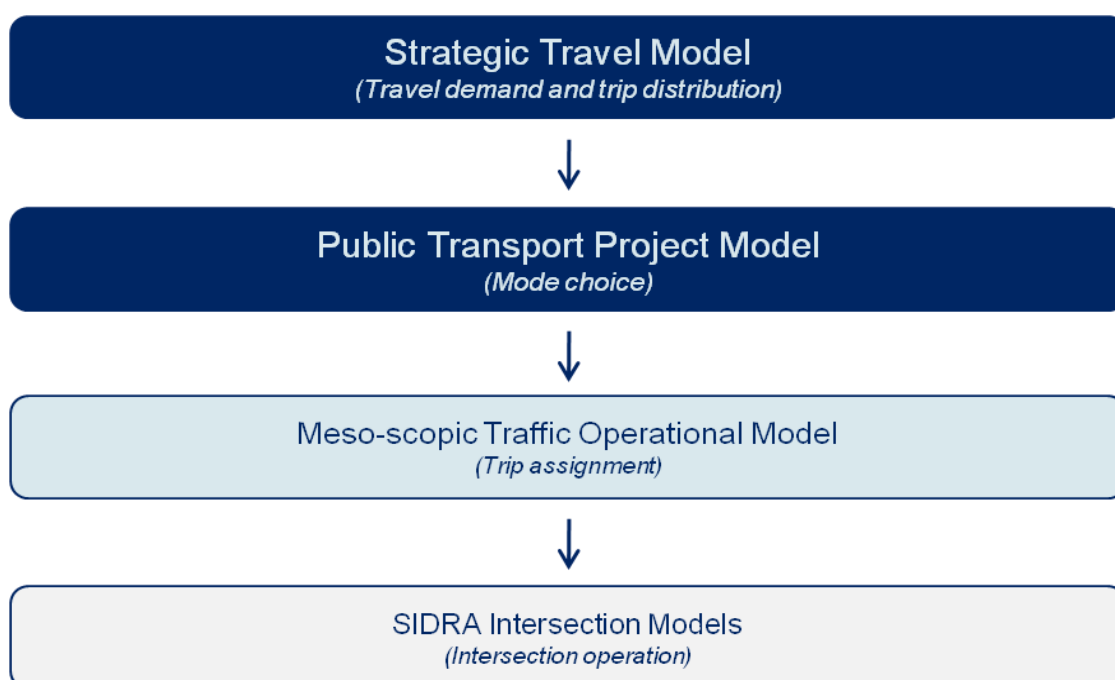 Strategic Travel Model
(Travel demand and trip distribution)
Public Transport Project Model
(Mode choice)
Meso-scopic Traffic Operational Model
(Trip assignment)
SIDRA Intersection Models
(Intersection operation)